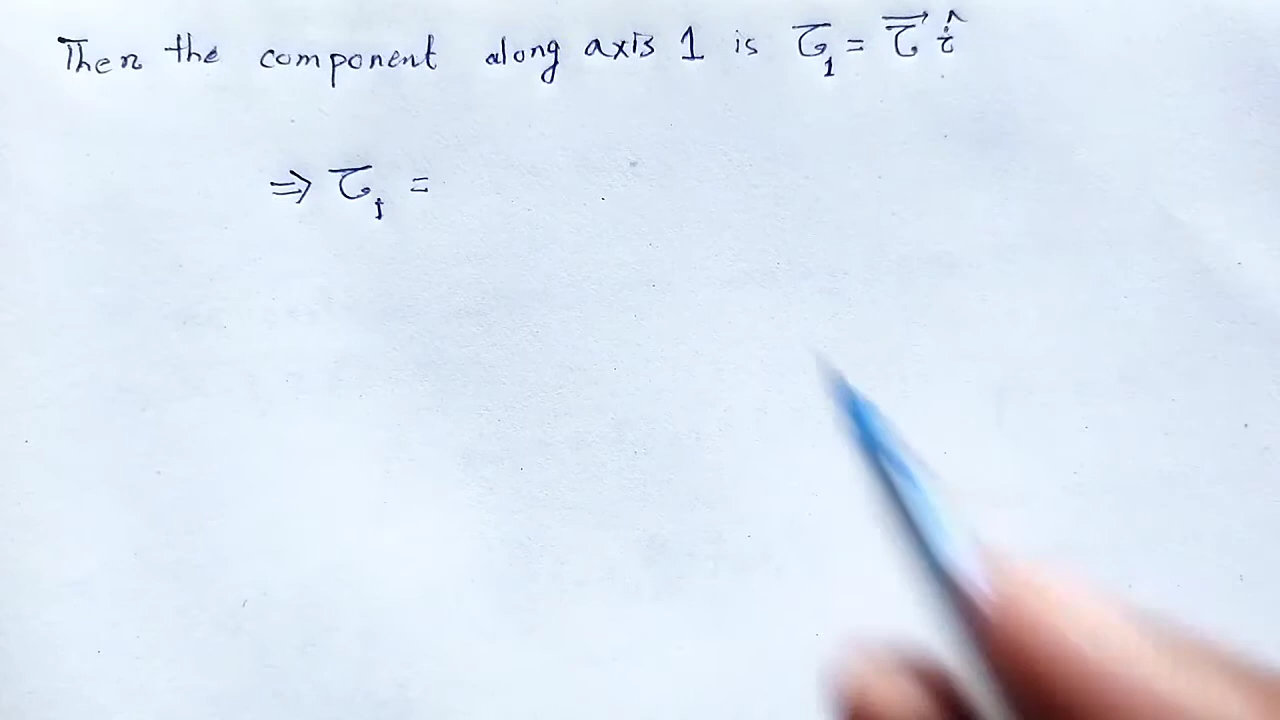 Then the component along axis 1 is τ₁ = τ⃗ î
⇒ τ₁ =